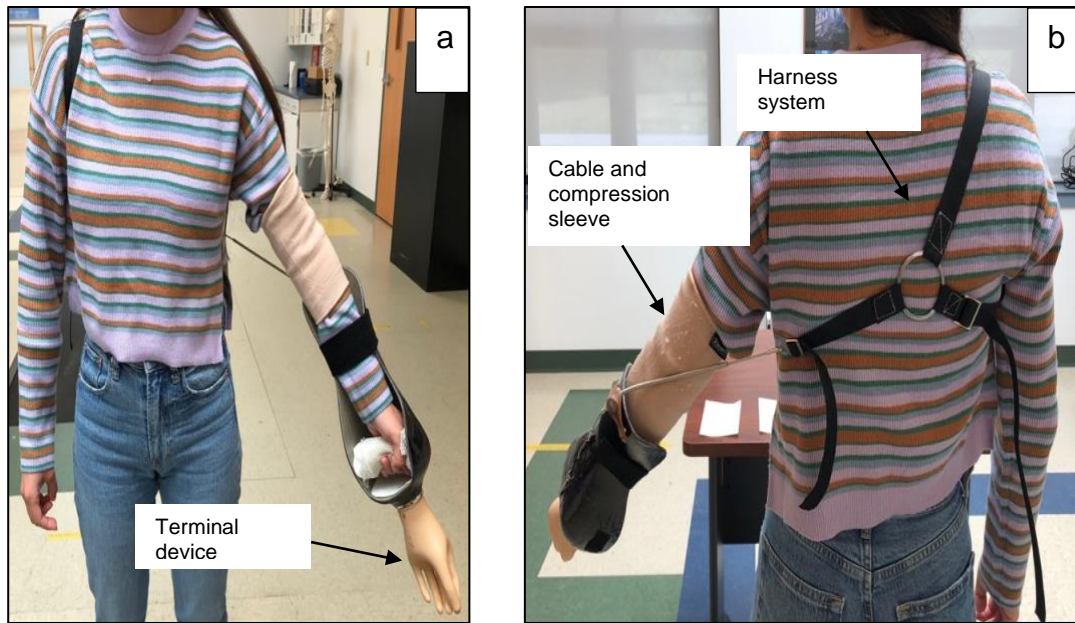 a
Terminal
device
b
Harness
system
Cable and
compression
sleeve